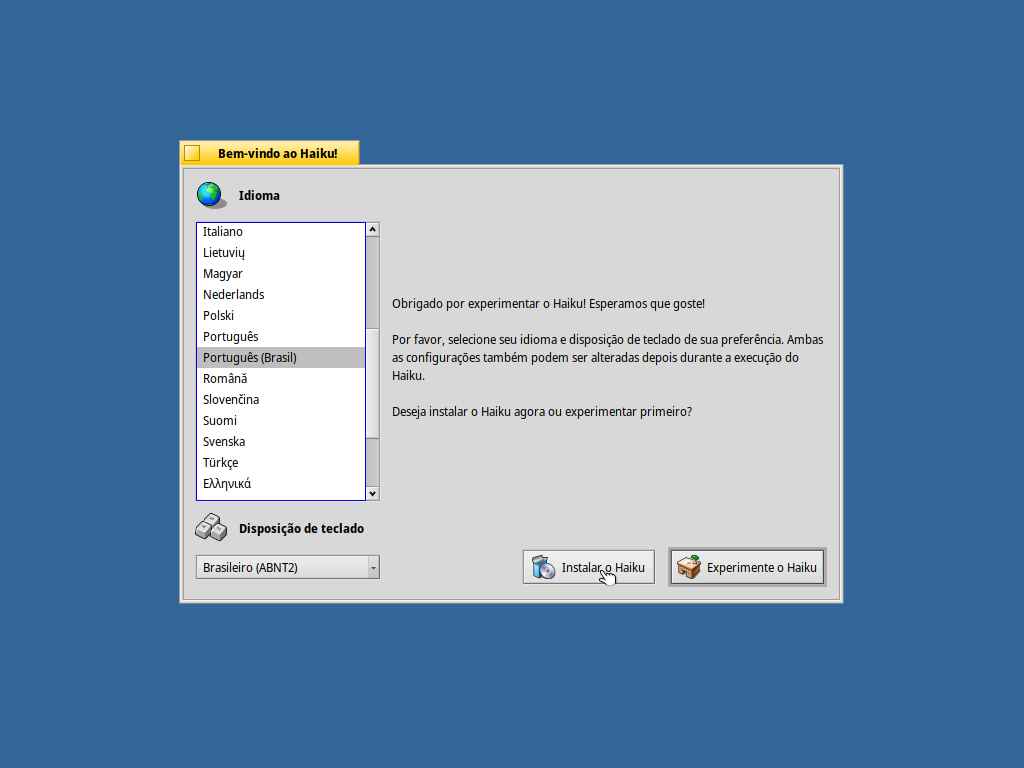 Bem-vindo ao Haiku!
Idioma
Italiano
Lietuvių
Magyar
Nederlands
Polski
Português
Português (Brasil)
Română
Slovenčina
Suomi
Svenska
Türkçe
Ελληνικά
Obrigado por experimentar o Haiku! Esperamos que goste!
Por favor, selecione seu idioma e disposição de teclado de sua preferência. Ambas
as configurações também podem ser alteradas depois durante a execução do
Haiku.
Deseja instalar o Haiku agora ou experimentar primeiro?
Disposição de teclado
Brasileiro (ABNT2)
Instalar o Haiku
Experimente o Haiku